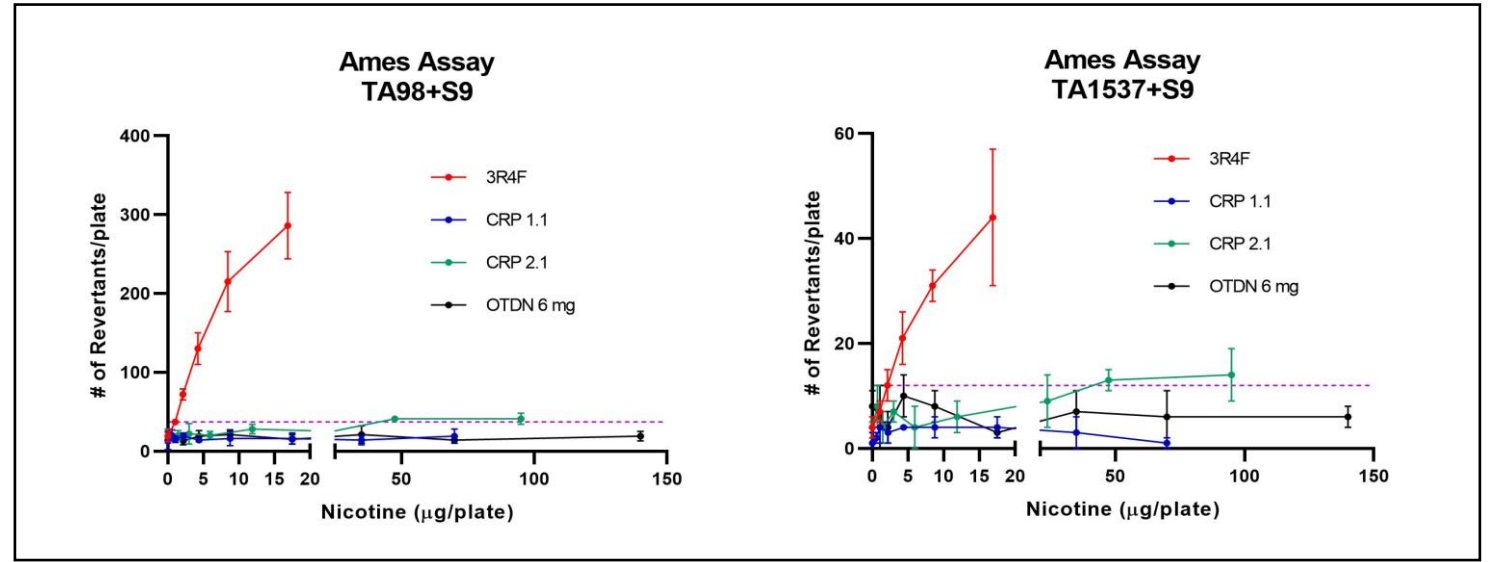 Ames Assay
TA98+S9
# of Revertants/plate
400
300
200
100
0
3R4F
CRP 1.1
CRP 2.1
OTDN 6 mg
0 5 10 15 20 50 100 150
Nicotine (μg/plate)
Ames Assay
TA1537+S9
# of Revertants/plate
60
40
20
0
3R4F
CRP 1.1
CRP 2.1
OTDN 6 mg
0 5 10 15 20 50 100 150
Nicotine (μg/plate)